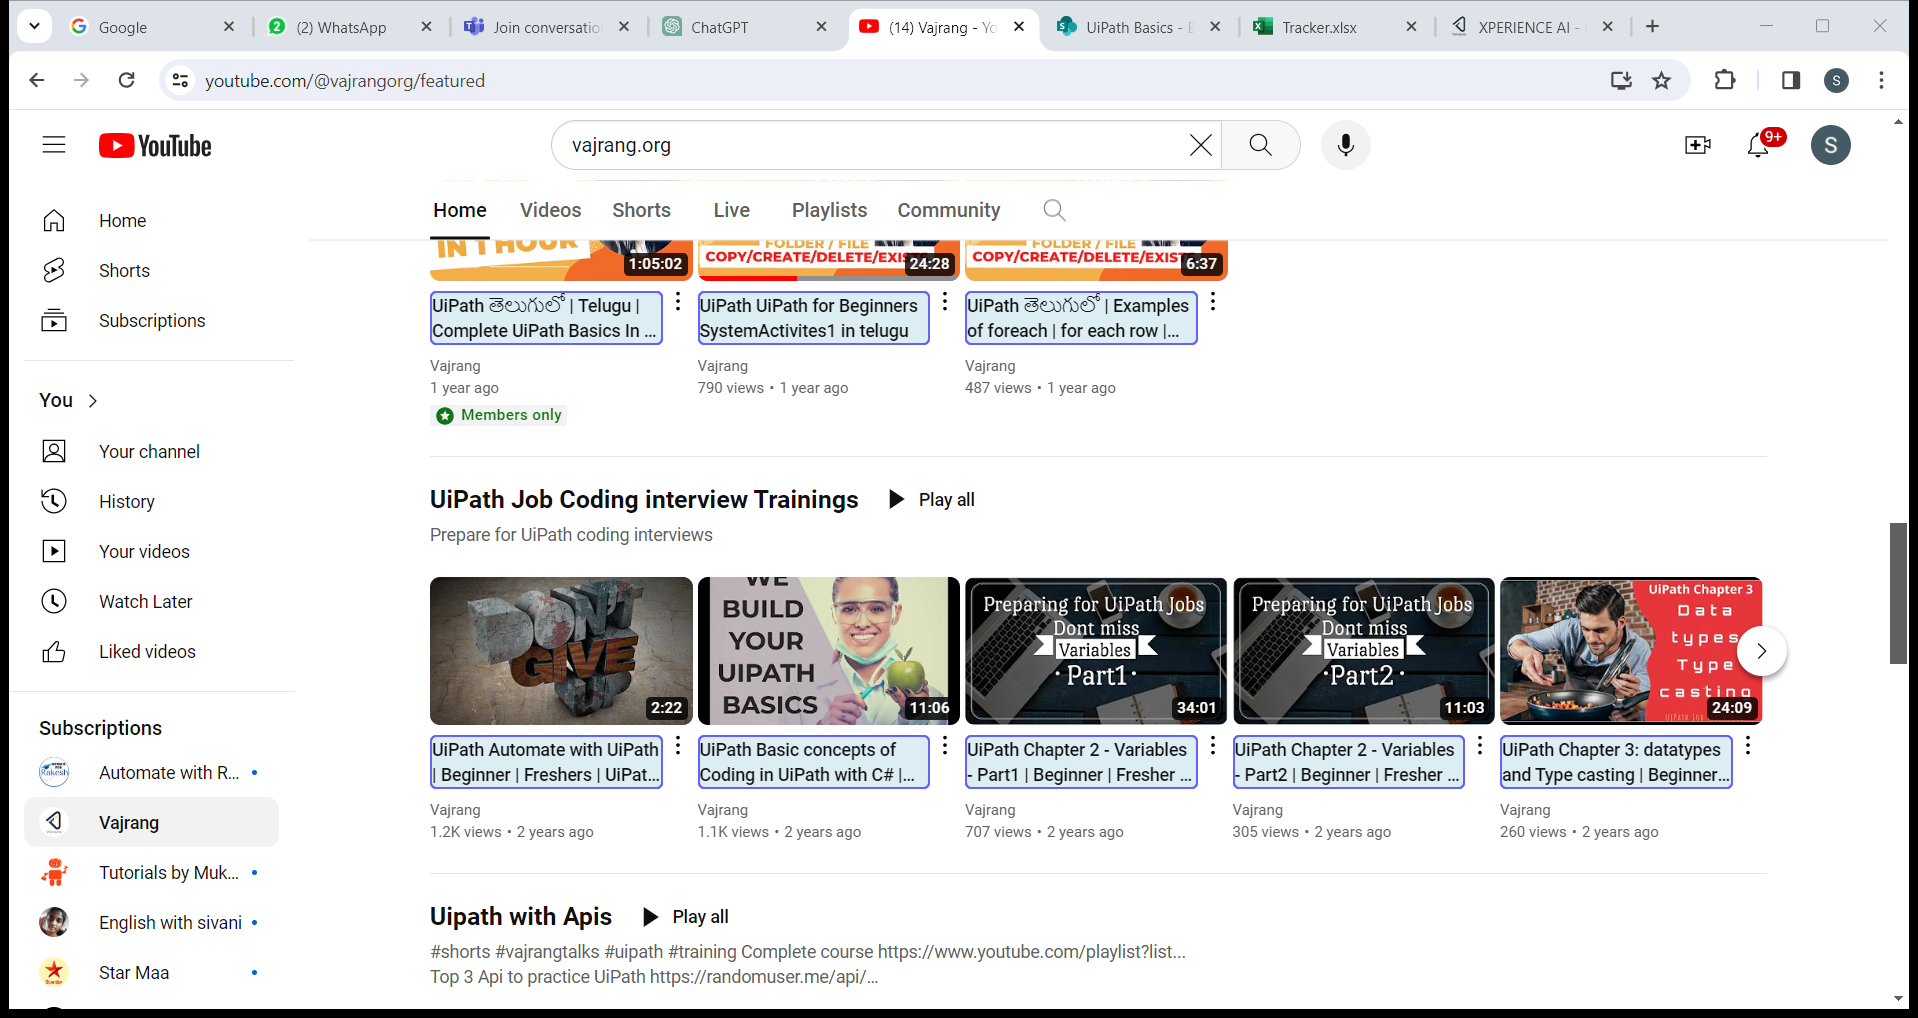 Google
(2) WhatsApp
Join conversatio
ChatGPT
(14) Vajrang - Yo
UiPath Basics - E
Tracker.xlsx
XPERIENCE AI -
youtube.com/@vajrangorg/featured
S
YouTube
vajrang.org
9+
S
Home
Shorts
Subscriptions
You
Your channel
History
Your videos
Watch Later
Liked videos
Subscriptions
Automate with R...
Vajrang
Tutorials by Muk...
English with sivani
Star Maa
Home Videos Shorts Live Playlists Community
IN 1 HOUR
1:05:02
FOLDER / FILE
COPY/CREATE/DELETE/EXIST
24:28
FOLDER / FILE
COPY/CREATE/DELETE/EXIST
6:37
UiPath తెలుగులో | Telugu |
Complete UiPath Basics In ...
Vajrang
1 year ago
Members only
UiPath UiPath for Beginners
SystemActivites1 in telugu
Vajrang
790 views • 1 year ago
UiPath తెలుగులో | Examples
of foreach | for each row |...
Vajrang
487 views • 1 year ago
UiPath Job Coding interview Trainings
Play all
Prepare for UiPath coding interviews
DONT
GIVE
UP
2:22
WE
BUILD
YOUR
UIPATH
BASICS
11:06
Preparing for UiPath Jobs
Dont miss
Variables
·Part1·
34:01
Preparing for UiPath Jobs
Dont miss
Variables
·Part2·
11:03
UiPath Chapter 3
Data
types
Type
casting
24:09
UiPath Automate with UiPath
| Beginner | Freshers | UiPat...
Vajrang
1.2K views • 2 years ago
UiPath Basic concepts of
Coding in UiPath with C# |...
Vajrang
1.1K views • 2 years ago
UiPath Chapter 2 - Variables
- Part1 | Beginner | Fresher ...
Vajrang
707 views • 2 years ago
UiPath Chapter 2 - Variables
- Part2 | Beginner | Fresher ...
Vajrang
305 views • 2 years ago
UiPath Chapter 3: datatypes
and Type casting | Beginner...
Vajrang
260 views • 2 years ago
Uipath with Apis
Play all
#shorts #vajrangtalks #uipath #training Complete course https://www.youtube.com/playlist?list...
Top 3 Api to practice UiPath https://randomuser.me/api/...